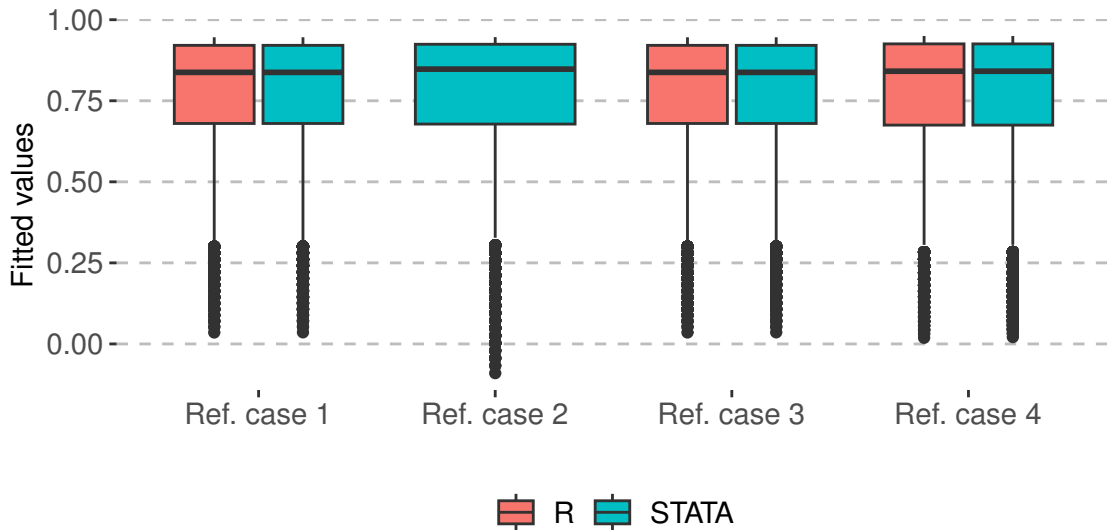 1.00
0.75
0.50
0.25
0.00
Fitted values
Ref. case 1
Ref. case 2
Ref. case 3
Ref. case 4
R
STATA